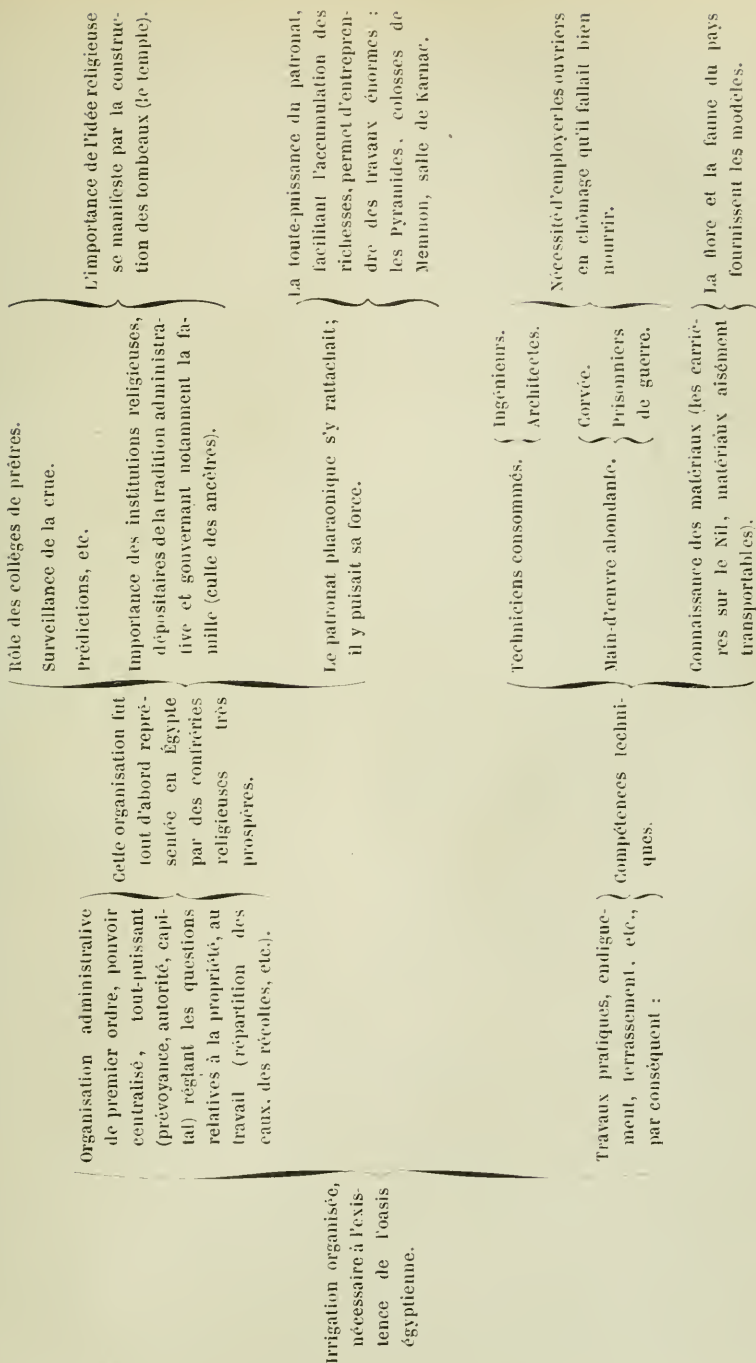 Irrigation organisée,
nécessaire à l'exis-
tence de l'oasis
égyptienne.
Organisation administrative
de premier ordre, pouvoir
centralisé, tout-puissant
(prévoyance, autorité, capi-
tal) réglant les questions
relatives à la propriété, au
travail (répartition des
eaux, des récoltes, etc.).
Travaux pratiques, endigue-
ment, terrassement, etc.,
par conséquent :
Cette organisation fut
tout d'abord repré-
sentée en Égypte
par des confréries
religieuses très
prospères.
Compétences techni-
ques.
Rôle des collèges de prêtres.
Surveillance de la crue.
Prédictions, etc.
Importance des institutions religieuses,
dépositaires de la tradition administra-
tive et gouvernant notamment la fa-
mille (culte des ancêtres).
Le patronat pharaonique s'y rattachait;
il y puisait sa force.
Techniciens consommés.
Ingénieurs.
Architectes.
Main-d'œuvre abondante.
Corvée.
Prisonniers
de guerre.
Connaissance des matériaux (les carriè-
res sur le Nil, matériaux aisément
transportables).
L'importance de l'idée religieuse
se manifeste par la construc-
tion des tombeaux (le temple).
La toute-puissance du patronat,
facilitant l'accumulation des
richesses, permet d'entrepren-
dre des travaux énormes :
les Pyramides, colosses de
Memnon, salle de Karnac.
Nécessité d'employer les ouvriers
en chômage qu'il fallait bien
nourrir.
La flore et la faune du pays
fournissent les modèles.